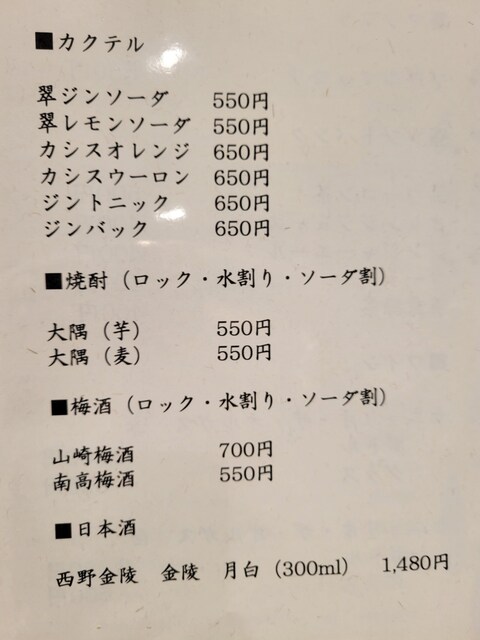 ■カクテル
翠ジンソーダ 550円
翠レモンソーダ 550円
カシスオレンジ 650円
カシスウーロン 650円
ジントニック 650円
ジンバック 650円
■焼酎（ロック・水割り・ソーダ割）
大隅（芋） 550円
大隅（麦） 550円
■梅酒（ロック・水割り・ソーダ割）
山崎梅酒 700円
南高梅酒 550円
■日本酒
西野金陵 金陵 月白（300ml） 1,480円